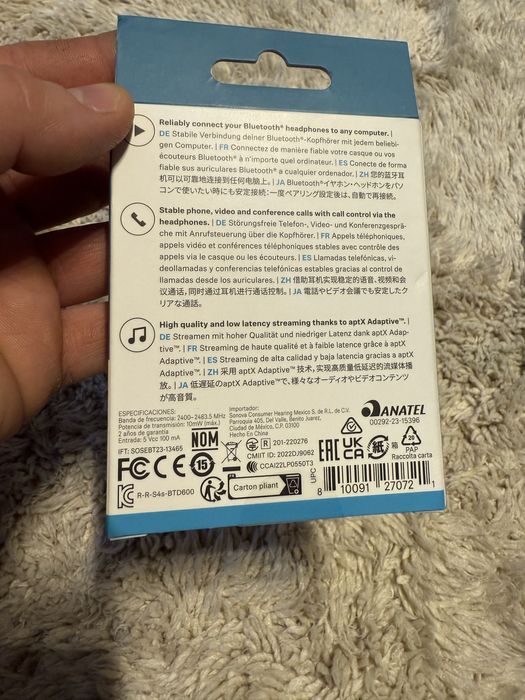 Reliably connect your Bluetooth® headphones to any computer. |
DE Stabile Verbindung deiner Bluetooth®-Kopfhörer mit jedem beliebi-
gen Computer. | FR Connectez de manière fiable votre casque ou vos
écouteurs Bluetooth® à n'importe quel ordinateur. | ES Conecte de forma
fiable sus auriculares Bluetooth® a cualquier ordenador. | ZH 您的蓝牙耳
机可以可靠地连接到任何电脑上。| JA Bluetooth®イヤホン・ヘッドホンをパソ
コンで使いたい時にも安定接続:一度ペアリング設定後は、自動で再接続。
Stable phone, video and conference calls with call control via the
headphones. | DE Störungsfreie Telefon-, Video- und Konferenzgesprä-
che mit Anrufsteuerung über die Kopfhörer. | FR Appels téléphoniques,
appels vidéo et conférences téléphoniques stables avec contrôle des
appels via le casque ou les écouteurs. | ES Llamadas telefónicas, vi-
deollamadas y conferencias telefónicas estables gracias al control de
llamadas desde los auriculares. | ZH 借助耳机实现稳定的语音、视频和会
议通话,同时通过耳机进行通话控制。| JA 電話やビデオ会議でも安定したク
リアな通話。
High quality and low latency streaming thanks to aptX Adaptive™. |
DE Streamen mit hoher Qualität und niedriger Latenz dank aptX Adap-
tive™. | FR Streaming de haute qualité et à faible latence grâce à aptX
Adaptive™. | ES Streaming de alta calidad y baja latencia gracias a aptX
Adaptive™. | ZH 采用 aptX Adaptive™ 技术,实现高质量低延迟的流媒体播
放。| JA 低遅延のaptX Adaptive™で、様々なオーディオやビデオコンテンツ
が高音質。
ESPECIFICACIONES:
Banda de frecuencia: 2400–2483.5 MHz
Potencia de transmisión: 10mW (máx.)
2 años de garantía
Entrada: 5 Vcc 100 mA
IFT: SOSEBT23-13465
NOM
Importador:
Sonova Consumer Hearing Mexico S. de R.L. de C.V.
Parroquia 405, Del Valle, Benito Juarez,
Ciudad de México, C.P. 03100
Hecho En China
ANATEL
00292-23-15396
FCC CE 15
R 201-220276
CMIIT ID: 2022DJ9062
CCAI22LP0550T3
UK
CA
紙 箱
20
PAP
Raccolta carta
R-R-S4s-BTD600
Carton pliant
UPC
8 10091 27072 1